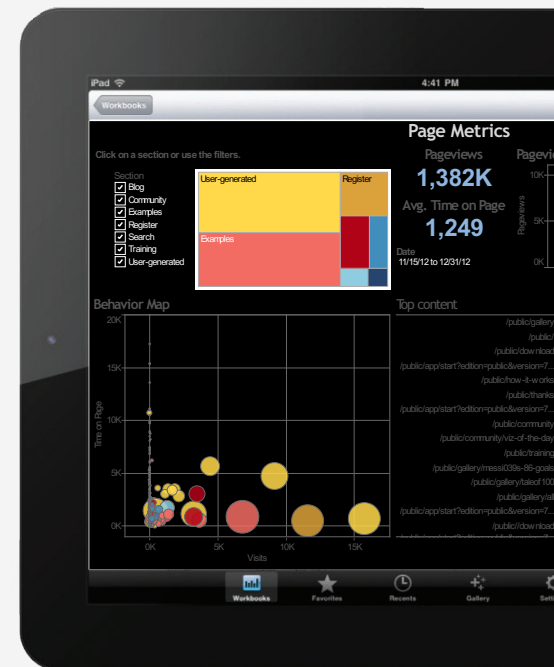 iPad
4:41 PM
Workbooks
Page Metrics
Click on a section or use the filters.
Pageviews
1,382K
Avg. Time on Page
1,249
Date
11/15/12 to 12/31/12
Section
Blog
Community
Examples
Register
Search
Training
User-generated
User-generated
Register
Examples
10K
5K
0K
Pageviews
Behavior Map
20K
15K
10K
5K
0K
Time on Page
0K
5K
10K
15K
Visits
Top content
/public/gallery
/public/
/public/download
/public/app/start?edition=public&version=7...
/public/how-it-works
/public/thanks
/public/app/start?edition=public&version=7...
/public/community
/public/community/viz-of-the-day
/public/training
/public/gallery/messi039s-86-goals
/public/gallery/taleof100
/public/gallery/all
/public/app/start?edition=public&version=7...
/public//download
Workbooks
Favorites
Recents
Gallery